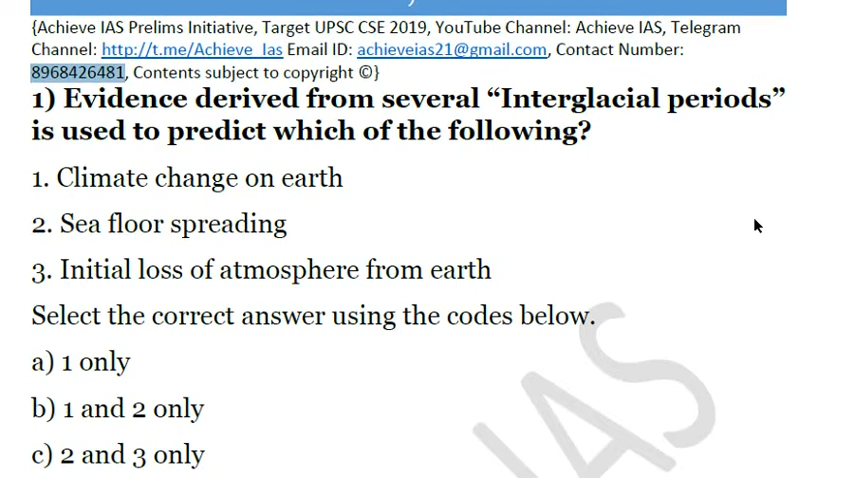 {Achieve IAS Prelims Initiative, Target UPSC CSE 2019, YouTube Channel: Achieve IAS, Telegram
Channel: http://t.me/Achieve_Ias Email ID: achieveias21@gmail.com, Contact Number:
8968426481, Contents subject to copyright ©}
1) Evidence derived from several “Interglacial periods”
is used to predict which of the following?
1. Climate change on earth
2. Sea floor spreading
3. Initial loss of atmosphere from earth
Select the correct answer using the codes below.
a) 1 only
b) 1 and 2 only
c) 2 and 3 only
IAS